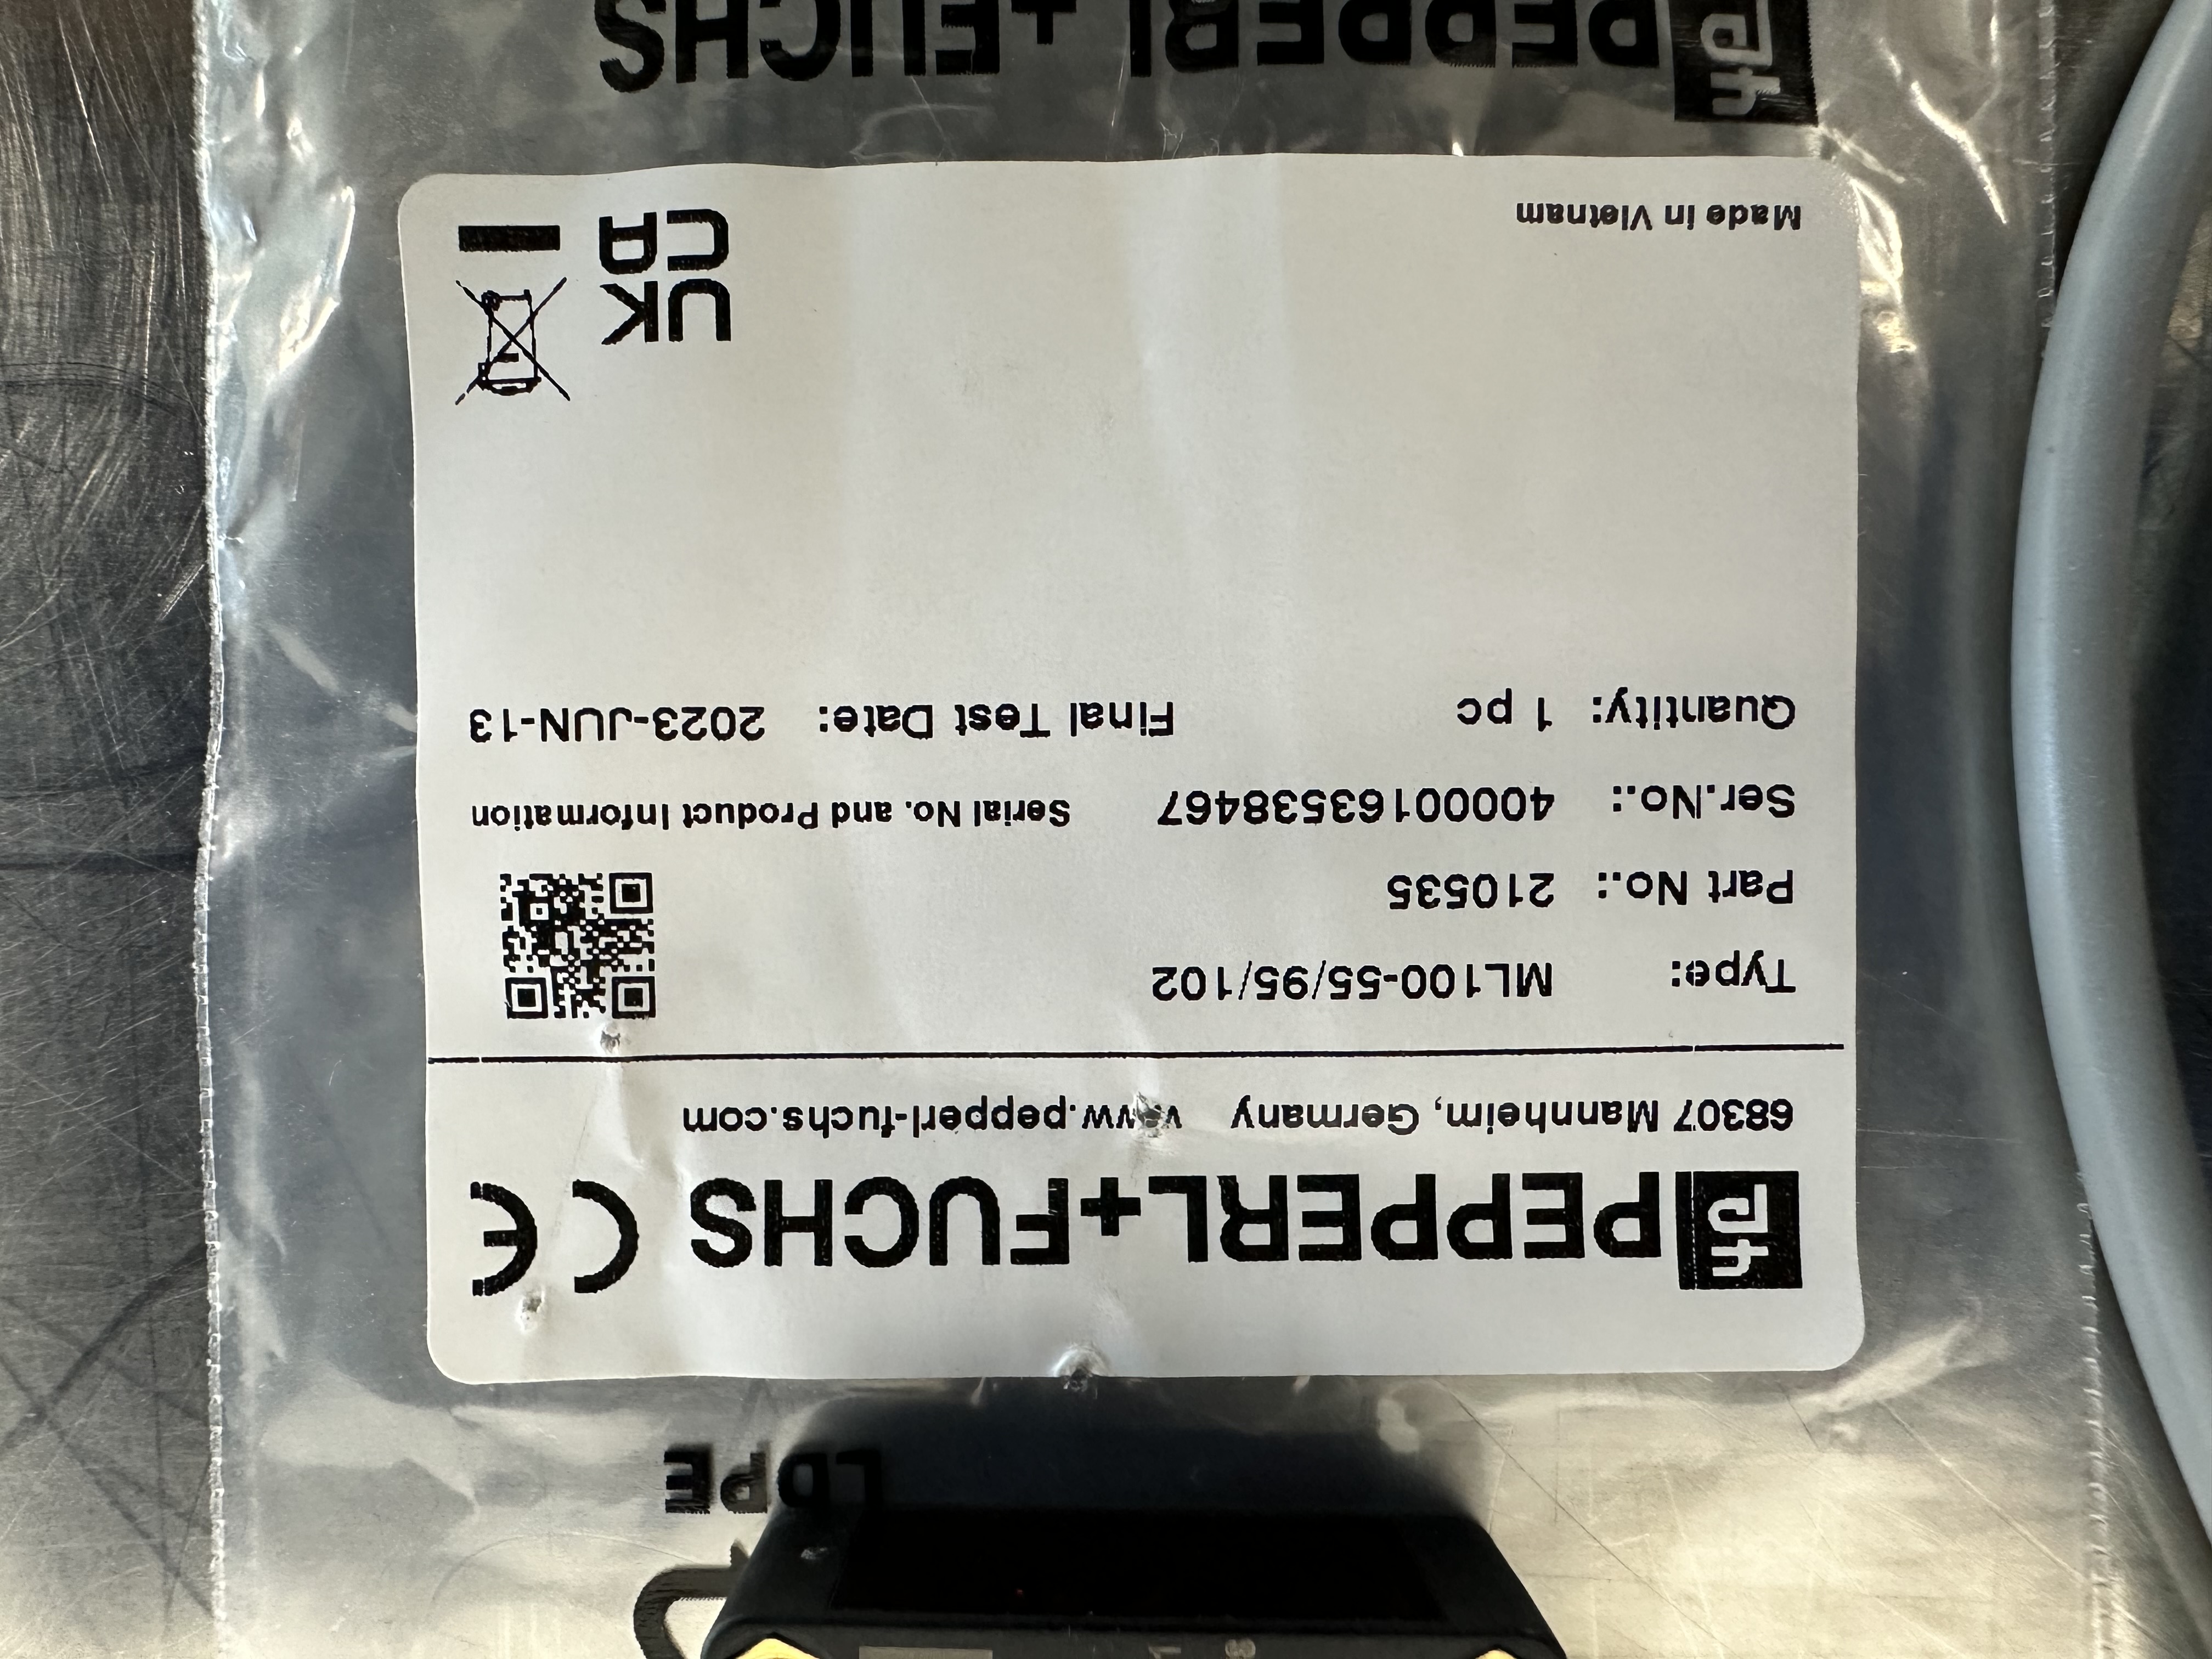 LDPE
PEPPERL+FUCHS CE
68307 Mannheim, Germany www.pepperl-fuchs.com
Type: ML100-55/95/102
Part No.: 210535
Ser.No.: 40000163538467 Serial No. and Product Information
Quantity: 1 pc Final Test Date: 2023-JUN-13
UK
CA
Made in Vietnam
PEPPERL+FUCHS